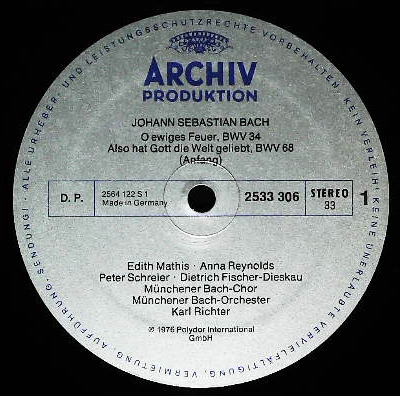 ALLE URHEBER- UND LEISTUNGSSCHUTZRECHTE VORBEHALTEN · KEIN VERLEIH! KEINE UNERLAUBTE VERVIELFÄLTIGUNG, VERMIETUNG, AUFFÜHRUNG, SENDUNG! ·
ARCHIV
PRODUKTION
JOHANN SEBASTIAN BACH
O ewiges Feuer, BWV 34
Also hat Gott die Welt geliebt, BWV 68
(Anfang)
D. P.
2564 122 S 1
Made in Germany
2533 306
STEREO
33
1
Edith Mathis · Anna Reynolds
Peter Schreier · Dietrich Fischer-Dieskau
Münchener Bach-Chor
Münchener Bach-Orchester
Karl Richter
℗ 1976 Polydor International
GmbH